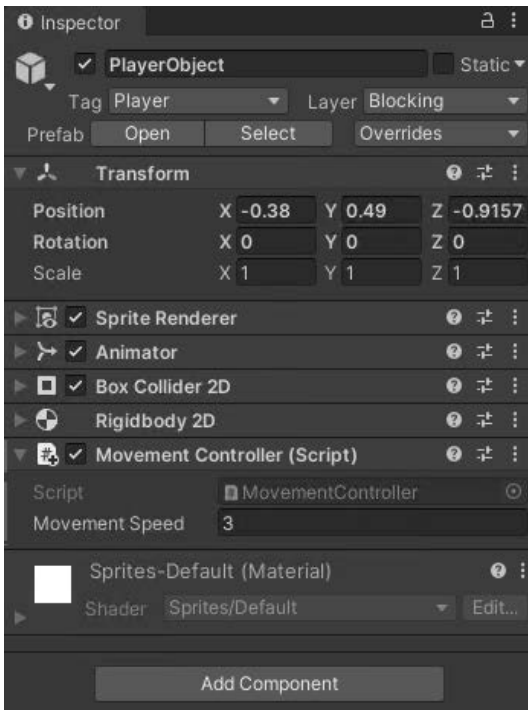 Inspector
PlayerObject Static
Tag Player Layer Blocking
Prefab Open Select Overrides
Transform
Position X -0.38 Y 0.49 Z -0.9157
Rotation X 0 Y 0 Z 0
Scale X 1 Y 1 Z 1
Sprite Renderer
Animator
Box Collider 2D
Rigidbody 2D
Movement Controller (Script)
Script MovementController
Movement Speed 3
Sprites-Default (Material)
Shader Sprites/Default Edit...
Add Component